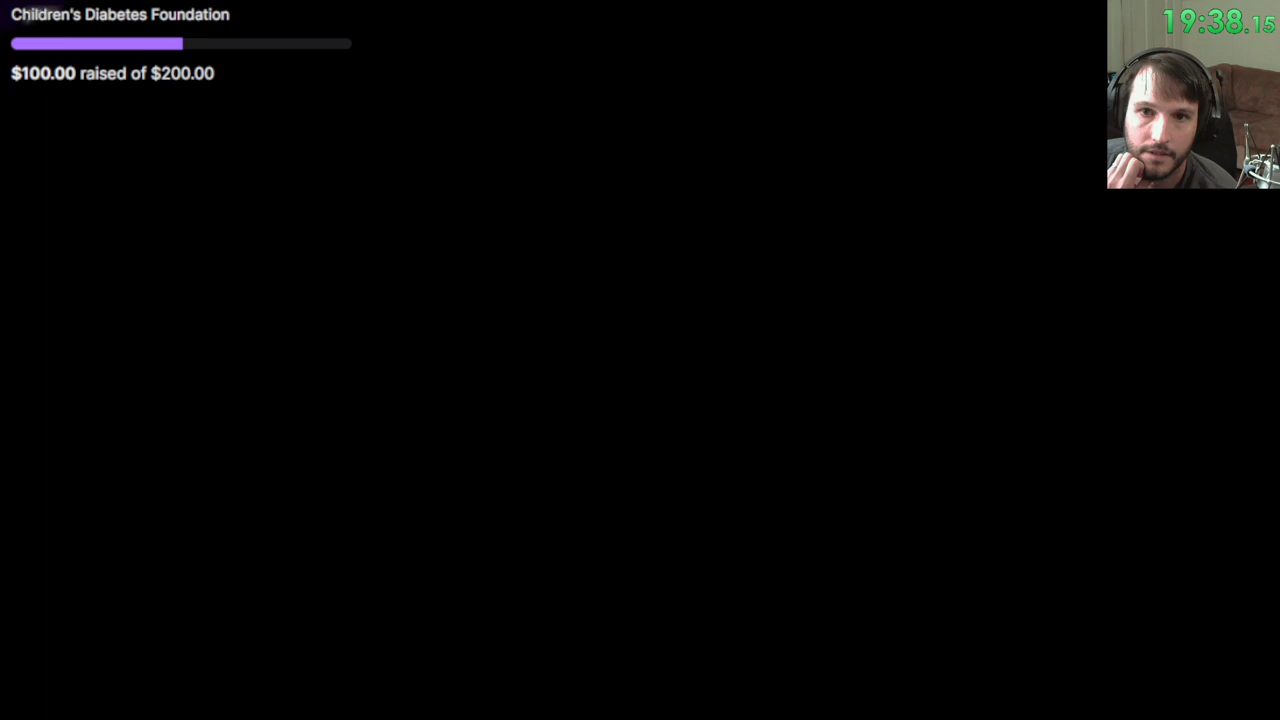 Children's Diabetes Foundation
19:38.15
$100.00 raised of $200.00